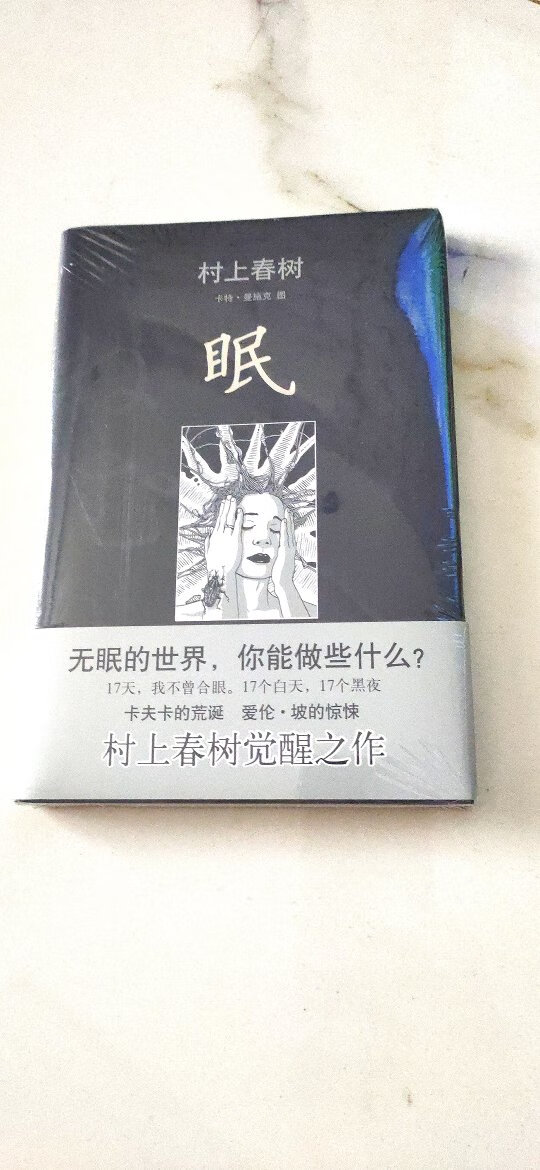 村上春树
卡特·曼施克 图
眠
无眠的世界，你能做些什么?
17天，我不曾合眼。17个白天，17个黑夜
卡夫卡的荒诞 爱伦·坡的惊悚
村上春树觉醒之作